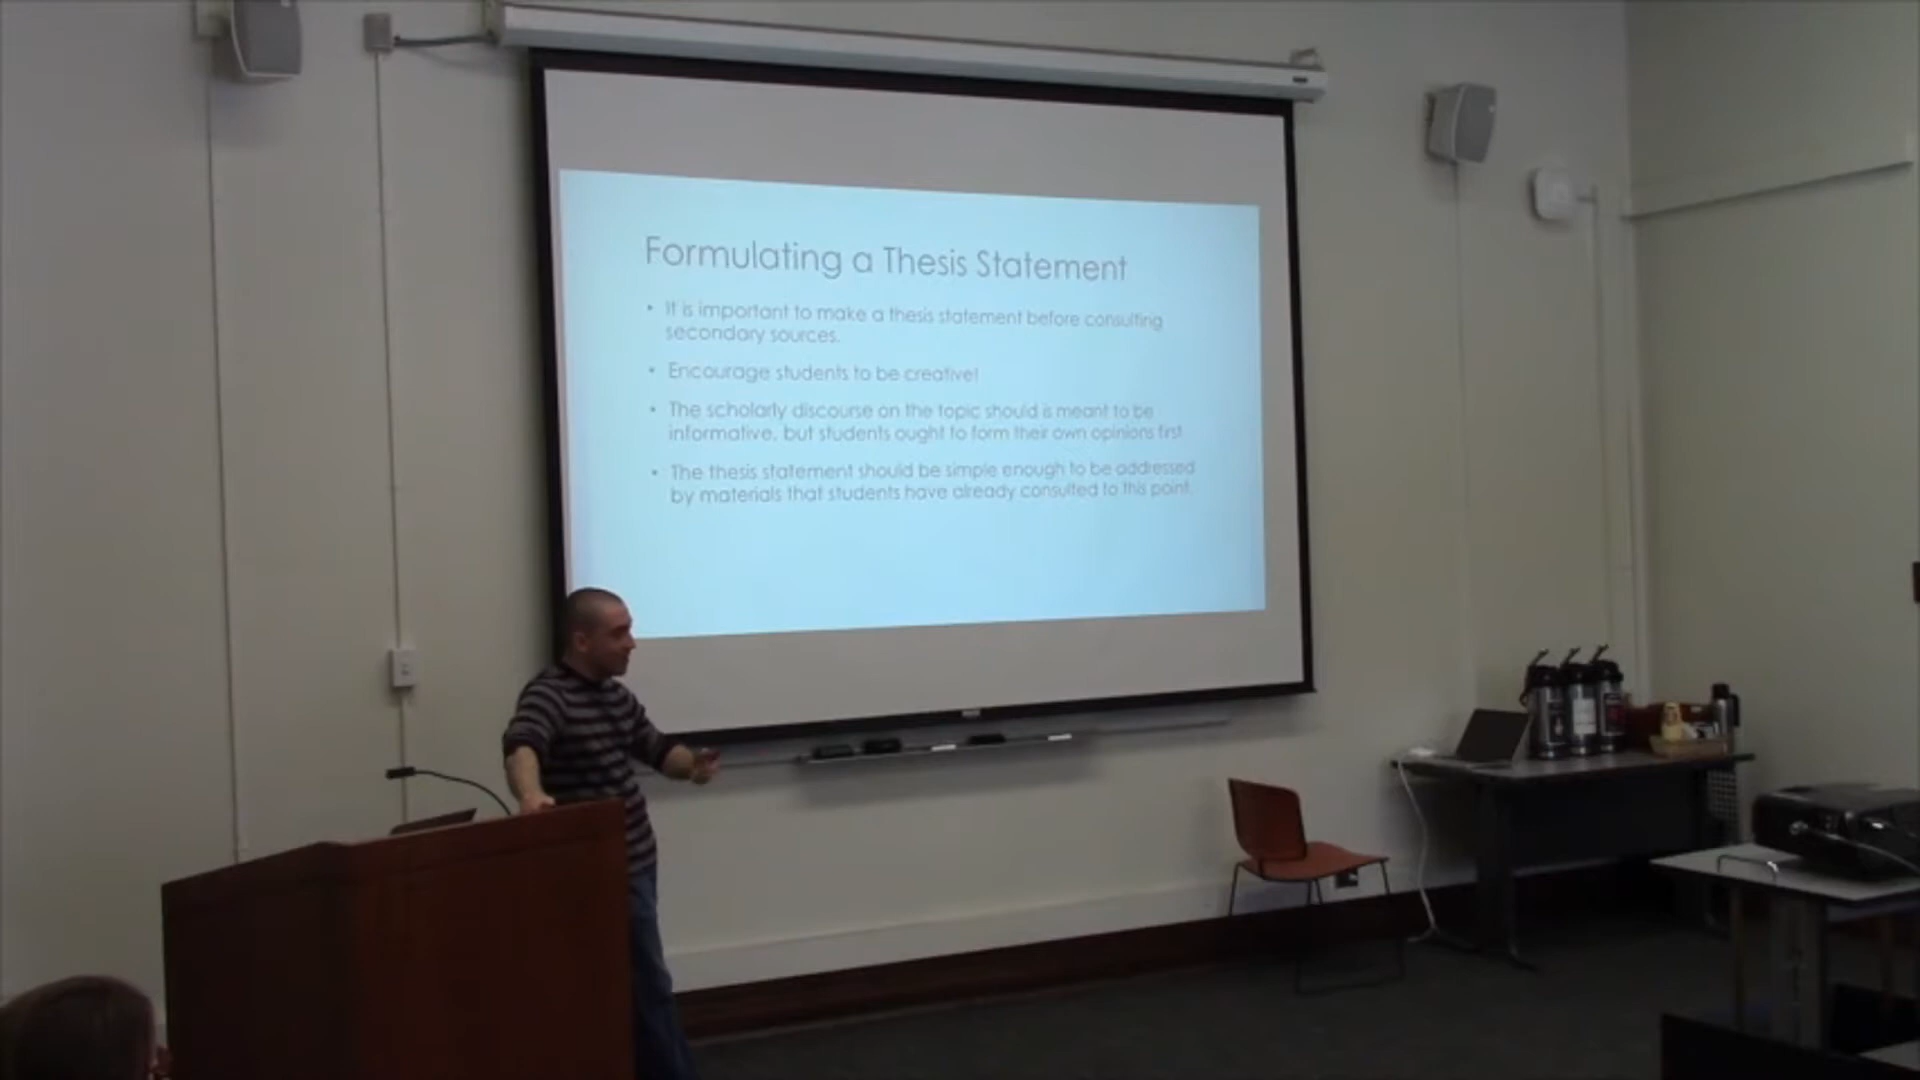 Formulating a Thesis Statement
• It is important to make a thesis statement before consulting
secondary sources.
• Encourage students to be creative!
• The scholarly discourse on the topic should is meant to be
informative, but students ought to form their own opinions first
• The thesis statement should be simple enough to be addressed
by materials that students have already consulted to this point.